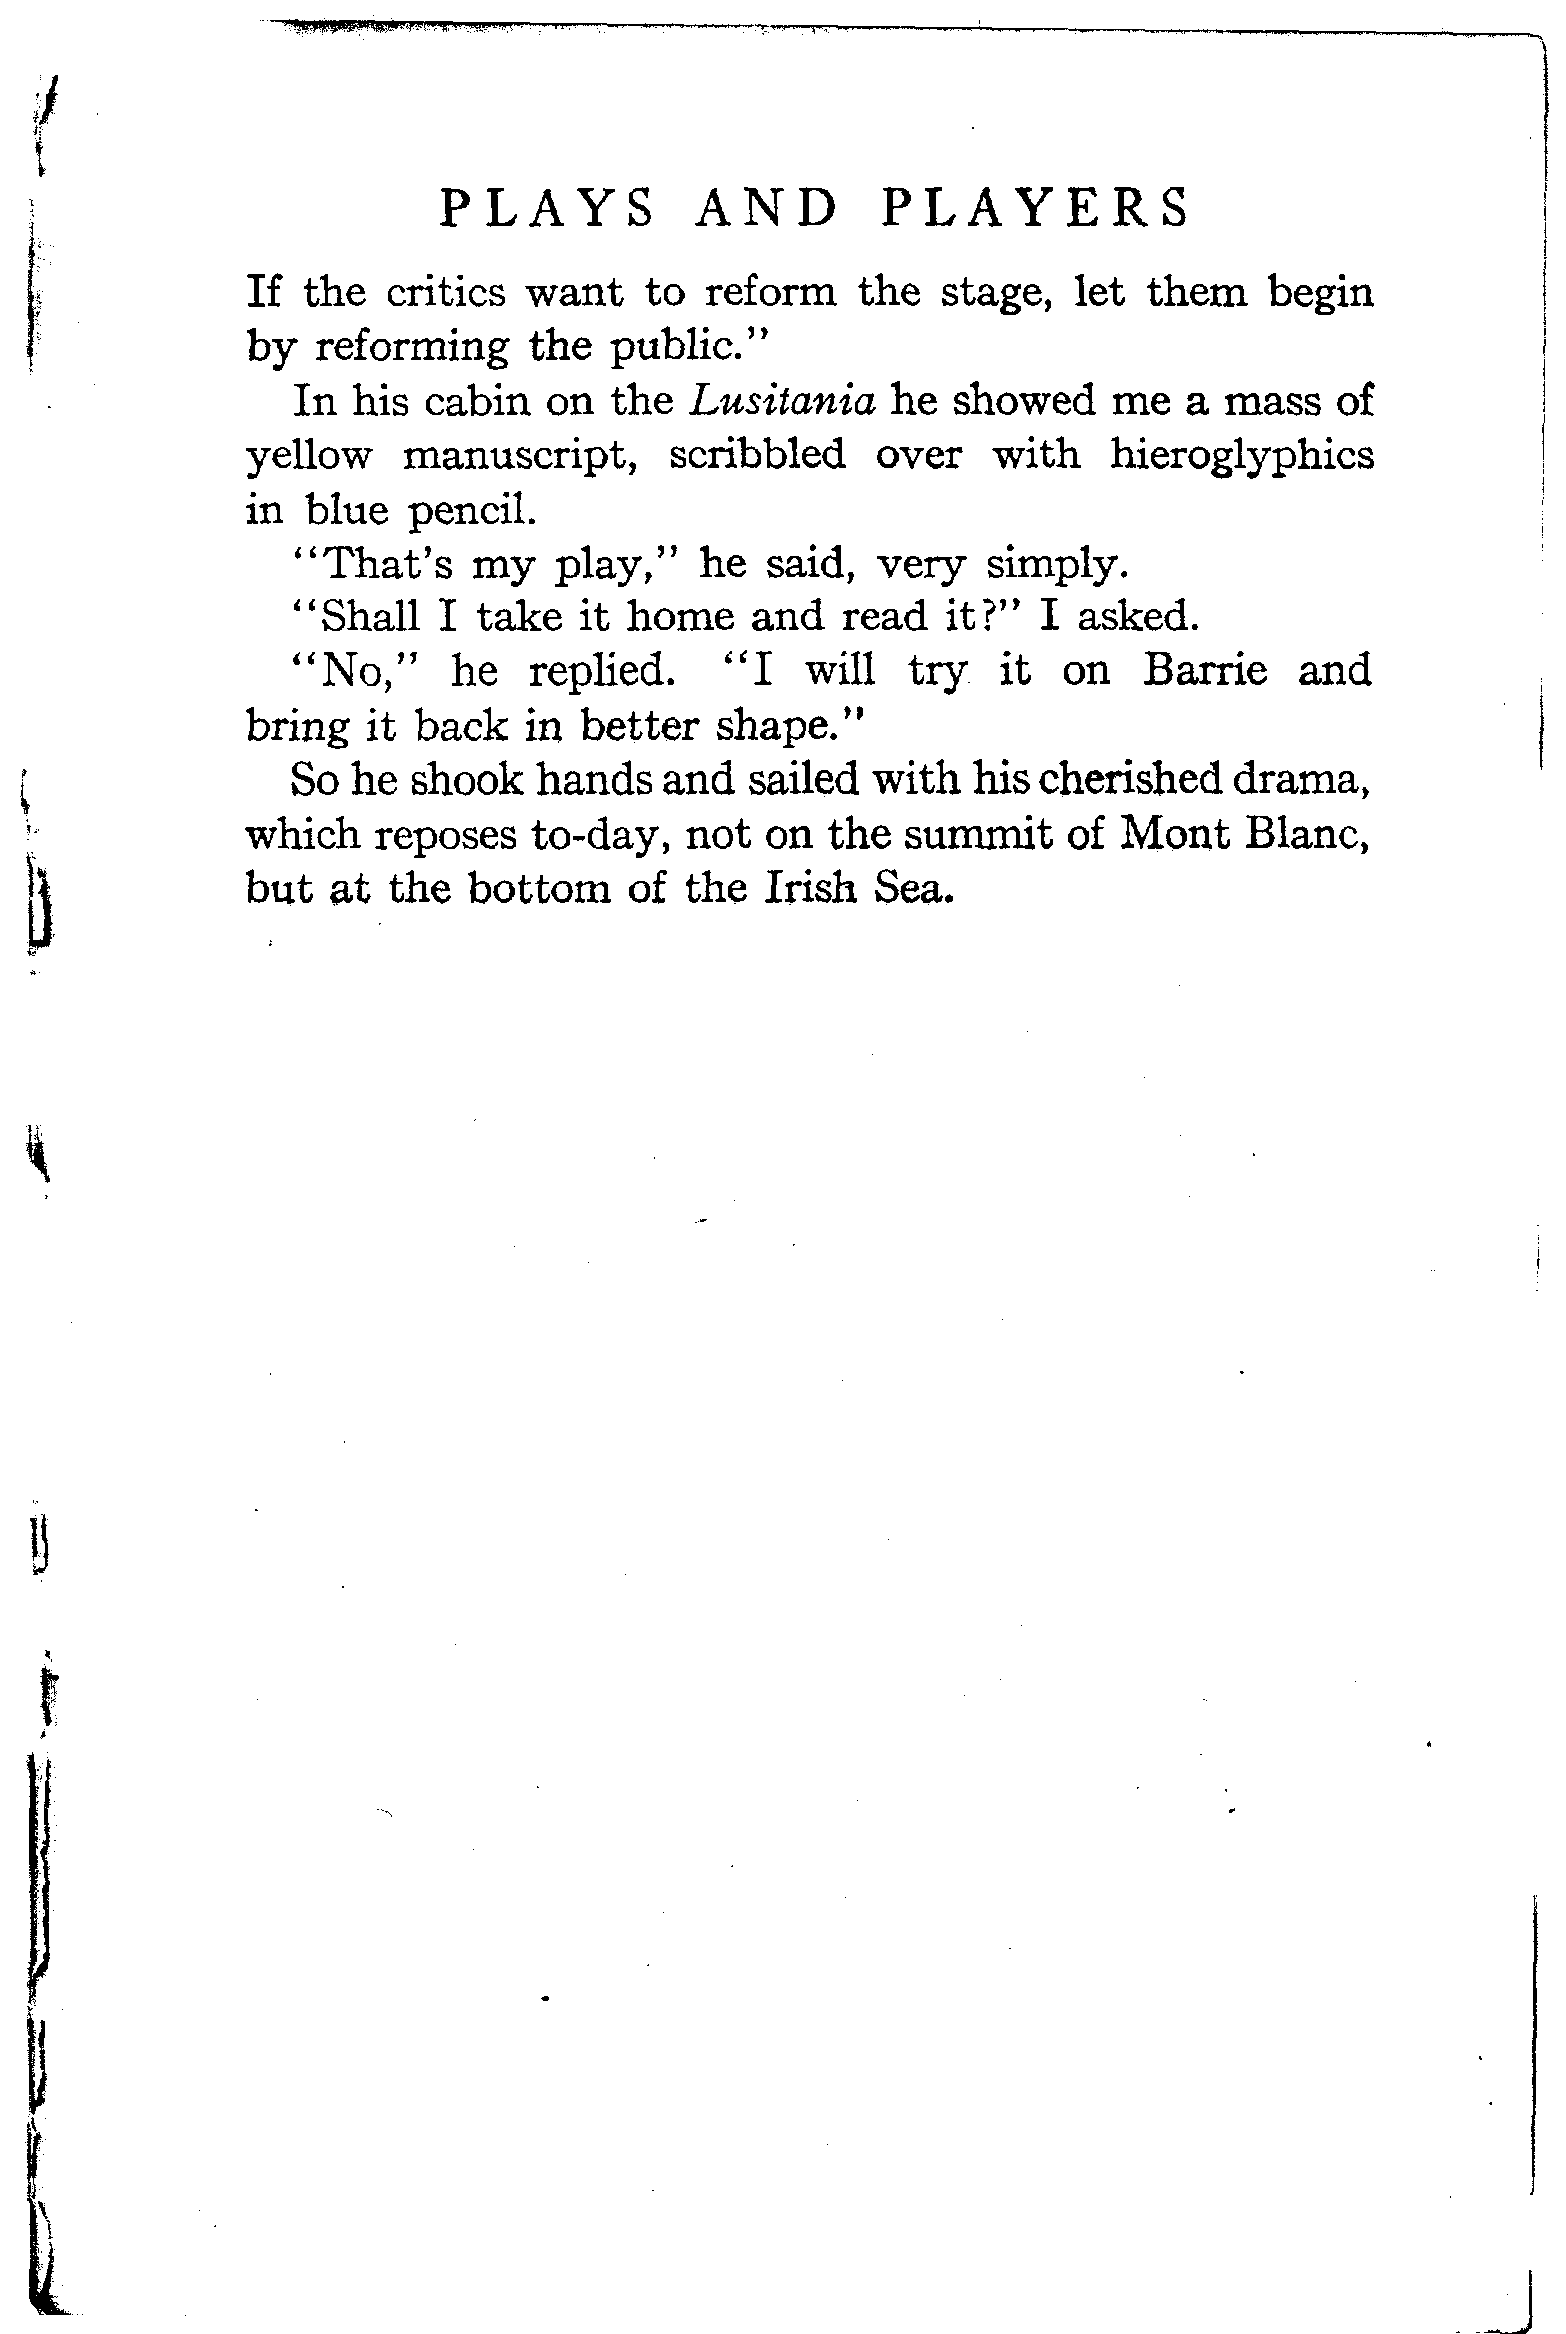 PLAYS AND PLAYERS
If the critics want to reform the stage, let them begin
by reforming the public.”
In his cabin on the Lusitania he showed me a mass of
yellow manuscript, scribbled over with hieroglyphics
in blue pencil.
“That’s my play,” he said, very simply.
“Shall I take it home and read it?” I asked.
“No,” he replied. “I will try it on Barrie and
bring it back in better shape.”
So he shook hands and sailed with his cherished drama,
which reposes to-day, not on the summit of Mont Blanc,
but at the bottom of the Irish Sea.